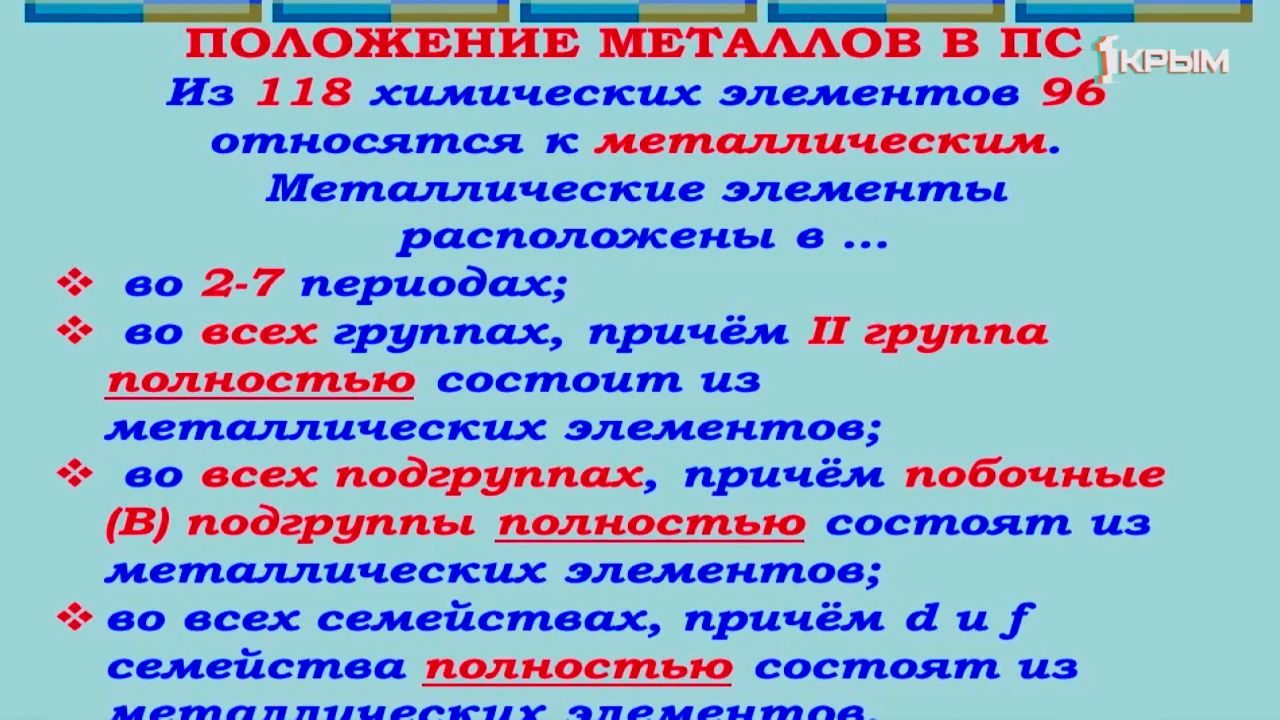 ПОЛОЖЕНИЕ МЕТАЛЛОВ В ПС
1КРЫМ
Из 118 химических элементов 96
относятся к металлическим.
Металлические элементы
расположены в ...
❖ во 2-7 периодах;
❖ во всех группах, причём II группа
полностью состоит из
металлических элементов;
❖ во всех подгруппах, причём побочные
(В) подгруппы полностью состоят из
металлических элементов;
❖ во всех семействах, причём d и f
семейства полностью состоят из
металлических элементов.